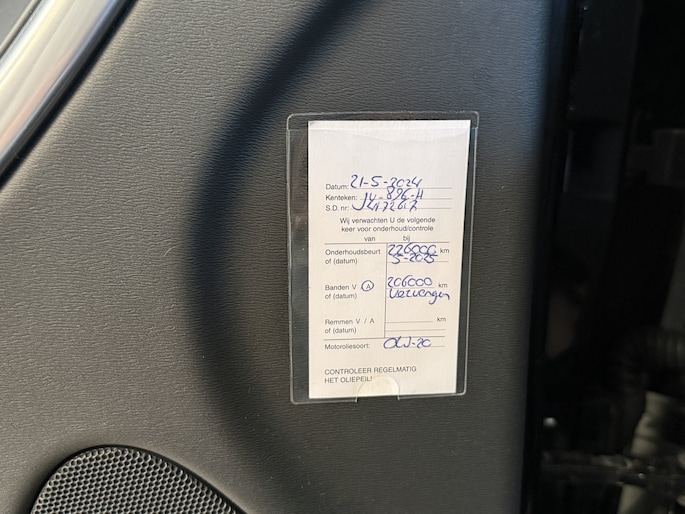 Datum: 21-5-2024
Kenteken: J4-896-H
S.D. nr:
Wij verwachten U de volgende
keer voor onderhoud/controle
van bij
Onderhoudsbeurt 226000 km
of (datum) 5-2025
Banden V A 206000 km
of (datum) Vervangen
Remmen V / A km
of (datum)
Motoroliesoort: 0W-20
CONTROLEER REGELMATIG
HET OLIEPEIL!